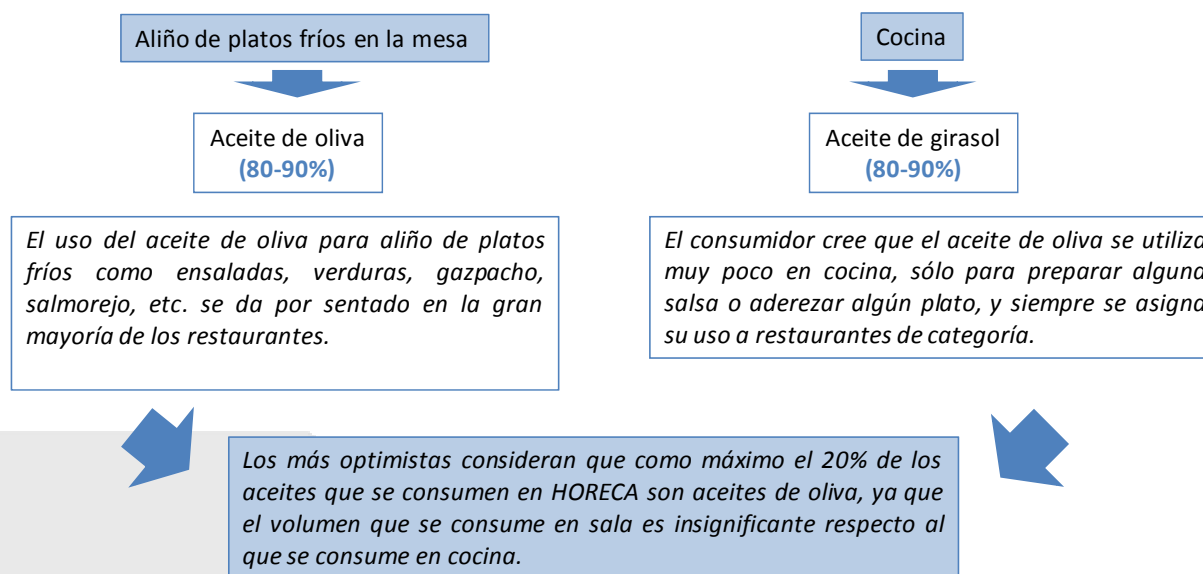 Aliño de platos fríos en la mesa
Cocina
Aceite de oliva
(80-90%)
Aceite de girasol
(80-90%)
El uso del aceite de oliva para aliño de platos
fríos como ensaladas, verduras, gazpacho,
salmorejo, etc. se da por sentado en la gran
mayoría de los restaurantes.
El consumidor cree que el aceite de oliva se utiliza
muy poco en cocina, sólo para preparar alguna
salsa o aderezar algún plato, y siempre se asigna
su uso a restaurantes de categoría.
Los más optimistas consideran que como máximo el 20% de los
aceites que se consumen en HORECA son aceites de oliva, ya que
el volumen que se consume en sala es insignificante respecto al
que se consume en cocina.